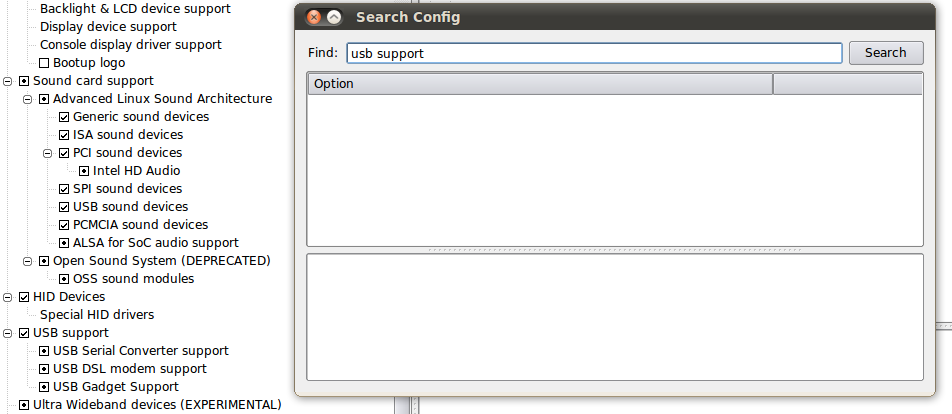 Backlight & LCD device support
Display device support
Console display driver support
Bootup logo
Sound card support
Advanced Linux Sound Architecture
Generic sound devices
ISA sound devices
PCI sound devices
Intel HD Audio
SPI sound devices
USB sound devices
PCMCIA sound devices
ALSA for SoC audio support
Open Sound System (DEPRECATED)
OSS sound modules
HID Devices
Special HID drivers
USB support
USB Serial Converter support
USB DSL modem support
USB Gadget Support
Ultra Wideband devices (EXPERIMENTAL)
Search Config
Find: usb support Search
Option